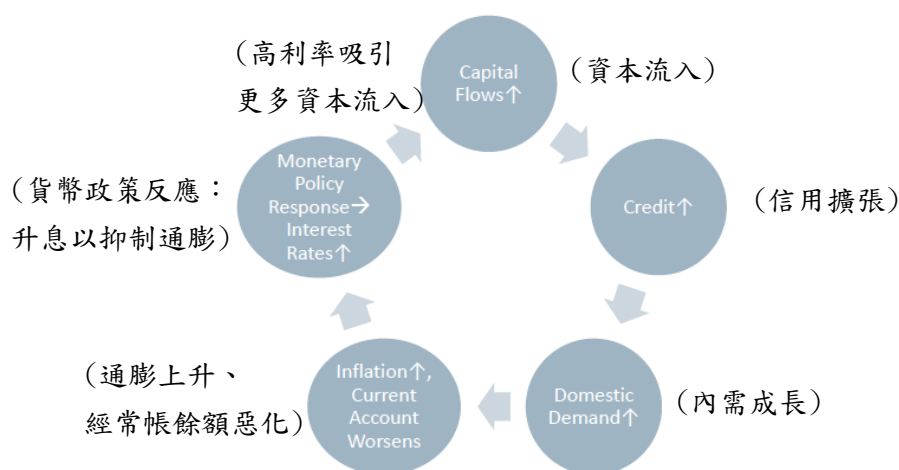 (高利率吸引
更多資本流入)
Capital
Flows↑
(資本流入)
Monetary
Policy
Response→
Interest
Rates↑
(貨幣政策反應：
升息以抑制通膨)
Credit↑
(信用擴張)
(通膨上升、
經常帳餘額惡化)
Inflation↑,
Current
Account
Worsens
Domestic
Demand↑
(內需成長)